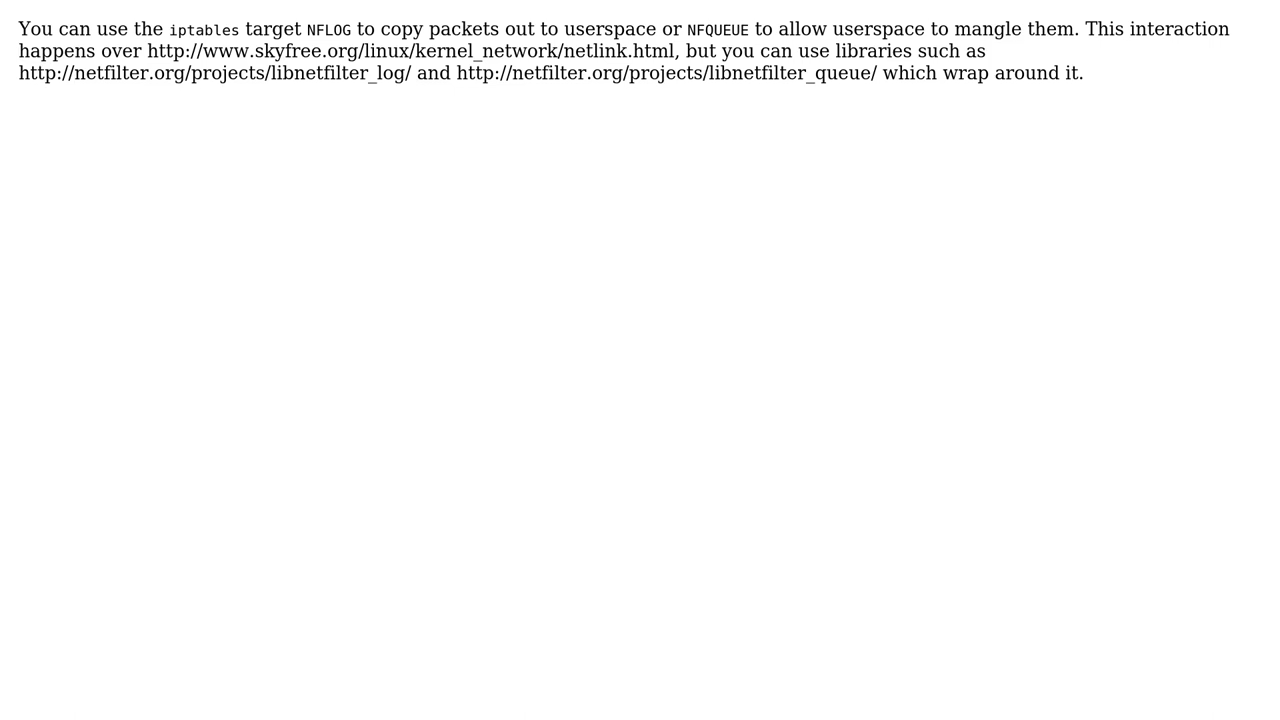 You can use the iptables target NFLOG to copy packets out to userspace or NFQUEUE to allow userspace to mangle them. This interaction
happens over http://www.skyfree.org/linux/kernel_network/netlink.html, but you can use libraries such as
http://netfilter.org/projects/libnetfilter_log/ and http://netfilter.org/projects/libnetfilter_queue/ which wrap around it.